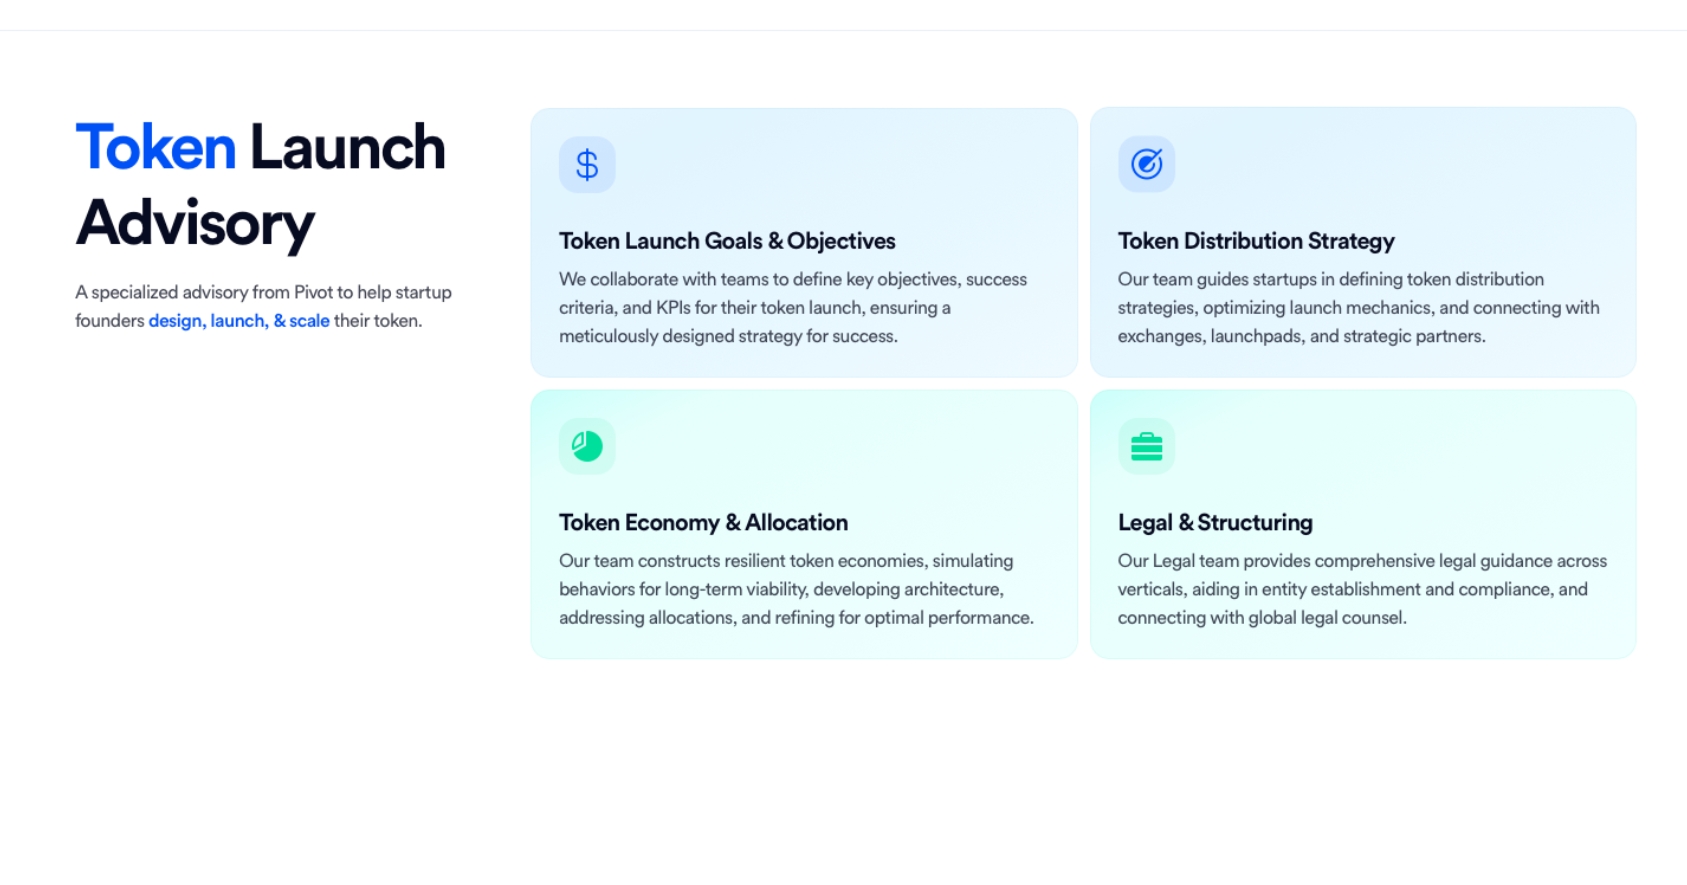 Token Launch
Advisory
A specialized advisory from Pivot to help startup
founders design, launch, & scale their token.
Token Launch Goals & Objectives
We collaborate with teams to define key objectives, success
criteria, and KPIs for their token launch, ensuring a
meticulously designed strategy for success.
Token Distribution Strategy
Our team guides startups in defining token distribution
strategies, optimizing launch mechanics, and connecting with
exchanges, launchpads, and strategic partners.
Token Economy & Allocation
Our team constructs resilient token economies, simulating
behaviors for long-term viability, developing architecture,
addressing allocations, and refining for optimal performance.
Legal & Structuring
Our Legal team provides comprehensive legal guidance across
verticals, aiding in entity establishment and compliance, and
connecting with global legal counsel.